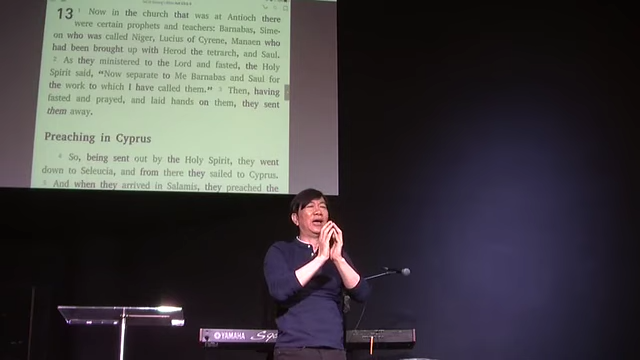 13 1 Now in the church that was at Antioch there
were certain prophets and teachers: Barnabas, Sime-
on who was called Niger, Lucius of Cyrene, Manaen who
had been brought up with Herod the tetrarch, and Saul.
2 As they ministered to the Lord and fasted, the Holy
Spirit said, “Now separate to Me Barnabas and Saul for
the work to which I have called them.” 3 Then, having
fasted and prayed, and laid hands on them, they sent
them away.
Preaching in Cyprus
4 So, being sent out by the Holy Spirit, they went
down to Seleucia, and from there they sailed to Cyprus.
5 And when they arrived in Salamis, they preached the
YAMAHA